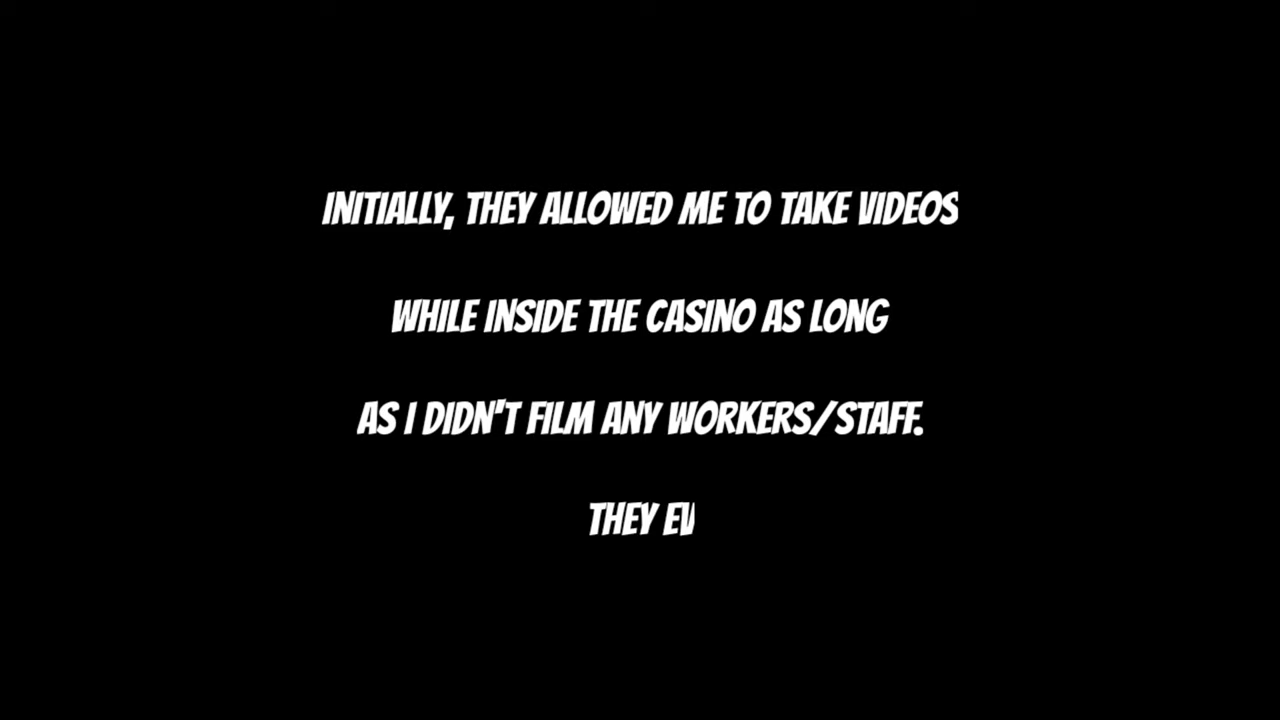 INITIALLY, THEY ALLOWED ME TO TAKE VIDEOS
WHILE INSIDE THE CASINO AS LONG
AS I DIDN'T FILM ANY WORKERS/STAFF.
THEY EV